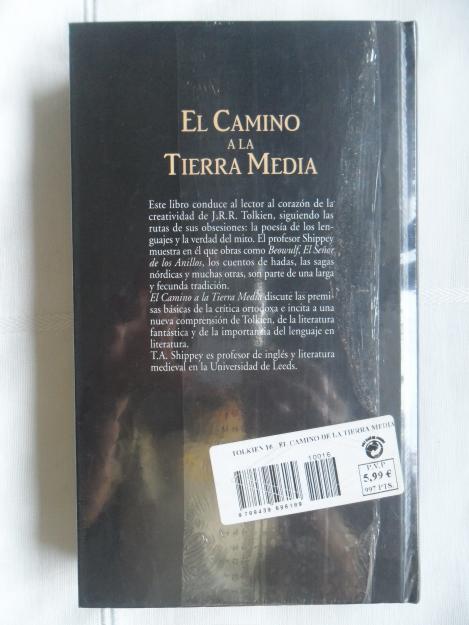 EL CAMINO
A LA
TIERRA MEDIA
Este libro conduce al lector al corazón de la
creatividad de J.R.R. Tolkien, siguiendo las
rutas de sus obsesiones: la poesía de los len-
guajes y la verdad del mito. El profesor Shippey
muestra en él que obras como Beowulf, El Señor
de los Anillos, los cuentos de hadas, las sagas
nórdicas y muchas otras, son parte de una larga
y fecunda tradición.
El Camino a la Tierra Media discute las premi-
sas básicas de la crítica ortodoxa e incita a una
nueva comprensión de Tolkien, de la literatura
fantástica y de la importancia del lenguaje en
literatura.
T.A. Shippey es profesor de inglés y literatura
medieval en la Universidad de Leeds.
TOLKIEN 16 EL CAMINO DE LA TIERRA MEDIA
10016
P.V.P
5,99 €
997 PTS.